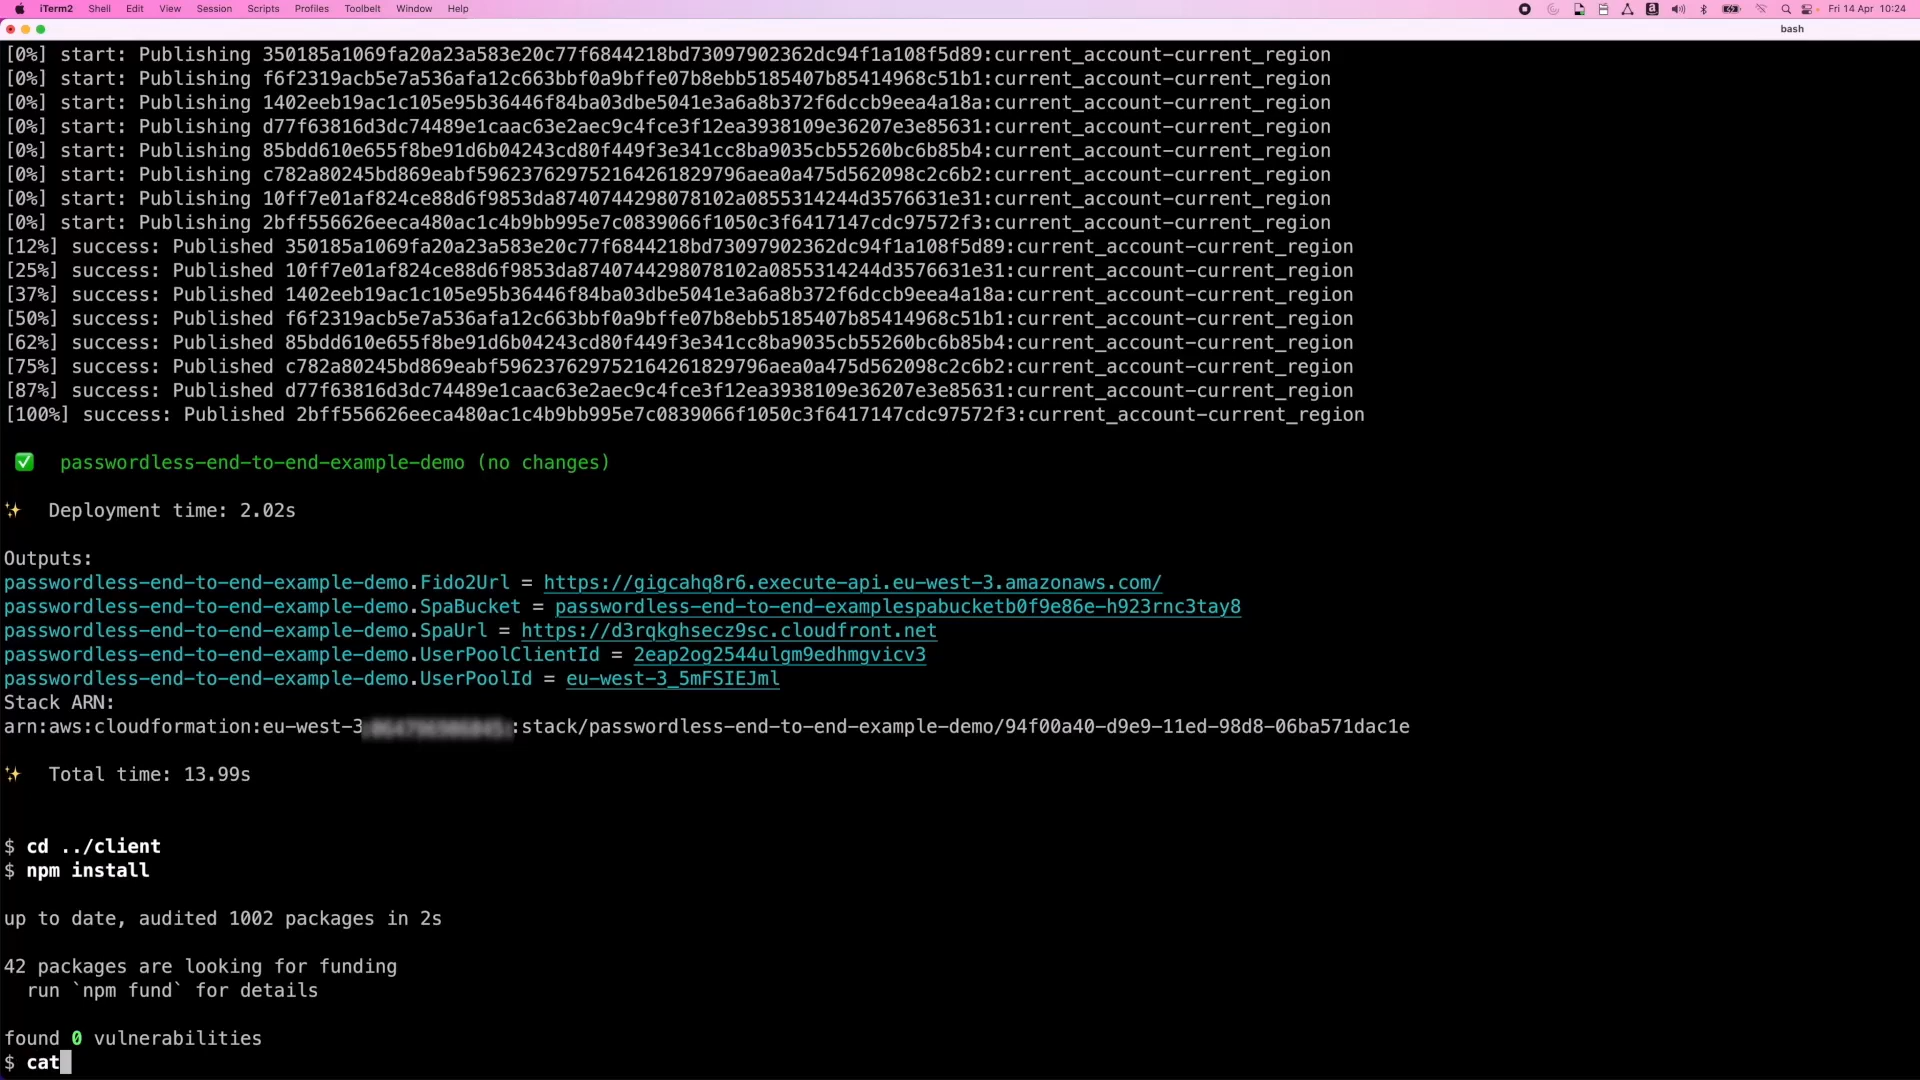 iTerm2 Shell Edit View Session Scripts Profiles Toolbelt Window Help Fri 14 Apr 10:24
bash
[0%] start: Publishing 350185a1069fa20a23a583e20c77f6844218bd73097902362dc94f1a108f5d89:current_account-current_region
[0%] start: Publishing f6f2319acb5e7a536afa12c663bbf0a9bffe07b8ebb5185407b85414968c51b1:current_account-current_region
[0%] start: Publishing 1402eeb19ac1c105e95b36446f84ba03dbe5041e3a6a8b372f6dccb9eea4a18a:current_account-current_region
[0%] start: Publishing d77f63816d3dc74489e1caac63e2aec9c4fce3f12ea3938109e36207e3e85631:current_account-current_region
[0%] start: Publishing 85bdd610e655f8be91d6b04243cd80f449f3e341cc8ba9035cb55260bc6b85b4:current_account-current_region
[0%] start: Publishing c782a80245bd869eabf5962376297521642618​29796aea0a475d562098c2c6b2:current_account-current_region
[0%] start: Publishing 10ff7e01af824ce88d6f9853da8740744298078102a0855314244d3576631e31:current_account-current_region
[0%] start: Publishing 2bff556626eeca480ac1c4b9bb995e7c0839066f1050c3f6417147cdc97572f3:current_account-current_region
[12%] success: Published 350185a1069fa20a23a583e20c77f6844218bd73097902362dc94f1a108f5d89:current_account-current_region
[25%] success: Published 10ff7e01af824ce88d6f9853da8740744298078102a0855314244d3576631e31:current_account-current_region
[37%] success: Published 1402eeb19ac1c105e95b36446f84ba03dbe5041e3a6a8b372f6dccb9eea4a18a:current_account-current_region
[50%] success: Published f6f2319acb5e7a536afa12c663bbf0a9bffe07b8ebb5185407b85414968c51b1:current_account-current_region
[62%] success: Published 85bdd610e655f8be91d6b04243cd80f449f3e341cc8ba9035cb55260bc6b85b4:current_account-current_region
[75%] success: Published c782a80245bd869eabf596237629752164261829796aea0a475d562098c2c6b2:current_account-current_region
[87%] success: Published d77f63816d3dc74489e1caac63e2aec9c4fce3f12ea3938109e36207e3e85631:current_account-current_region
[100%] success: Published 2bff556626eeca480ac1c4b9bb995e7c0839066f1050c3f6417147cdc97572f3:current_account-current_region
✅ passwordless-end-to-end-example-demo (no changes)
✨ Deployment time: 2.02s
Outputs:
passwordless-end-to-end-example-demo.Fido2Url = https://gigcahq8r6.execute-api.eu-west-3.amazonaws.com/
passwordless-end-to-end-example-demo.SpaBucket = passwordless-end-to-end-examplespabucketb0f9e86e-h923rnc3tay8
passwordless-end-to-end-example-demo.SpaUrl = https://d3rqkghsecz9sc.cloudfront.net
passwordless-end-to-end-example-demo.UserPoolClientId = 2eap2og2544ulgm9edhmgvicv3
passwordless-end-to-end-example-demo.UserPoolId = eu-west-3_5mFSIEJml
Stack ARN:
arn:aws:cloudformation:eu-west-3 :stack/passwordless-end-to-end-example-demo/94f00a40-d9e9-11ed-98d8-06ba571dac1e
✨ Total time: 13.99s
$ cd ../client
$ npm install
up to date, audited 1002 packages in 2s
42 packages are looking for funding
run `npm fund` for details
found 0 vulnerabilities
$ cat